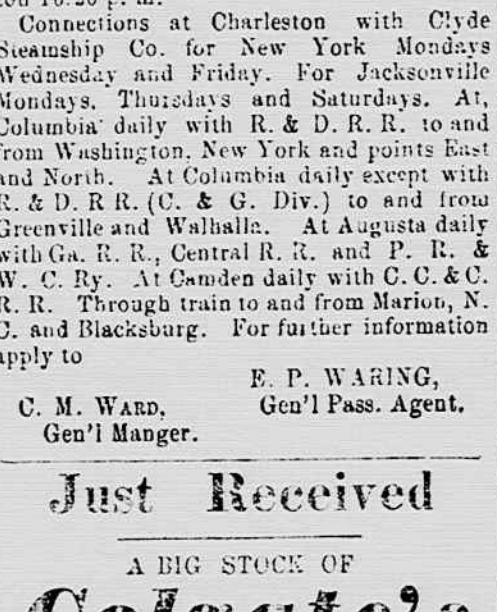 Connections at Charleston with Clyde
Steamship Co. for New York Mondays
Wednesday and Friday. For Jacksonville
Mondays, Thursdays and Saturdays. At,
Columbia daily with R. & D. R. R. to and
from Washington, New York and points East
and North. At Columbia daily except with
R. & D. R R. (C. & G. Div.) to and from
Greenville and Walhalla. At Augusta daily
with Ga. R. R., Central R. R. and P. R. &
W. C. Ry. At Camden daily with C. C. & C.
R. R. Through train to and from Marion, N.
C. and Blacksburg. For further information
apply to
E. P. WARING,
Gen'l Pass. Agent.
C. M. WARD,
Gen'l Manger.
Just Received
A BIG STOCK OF
Colgate's